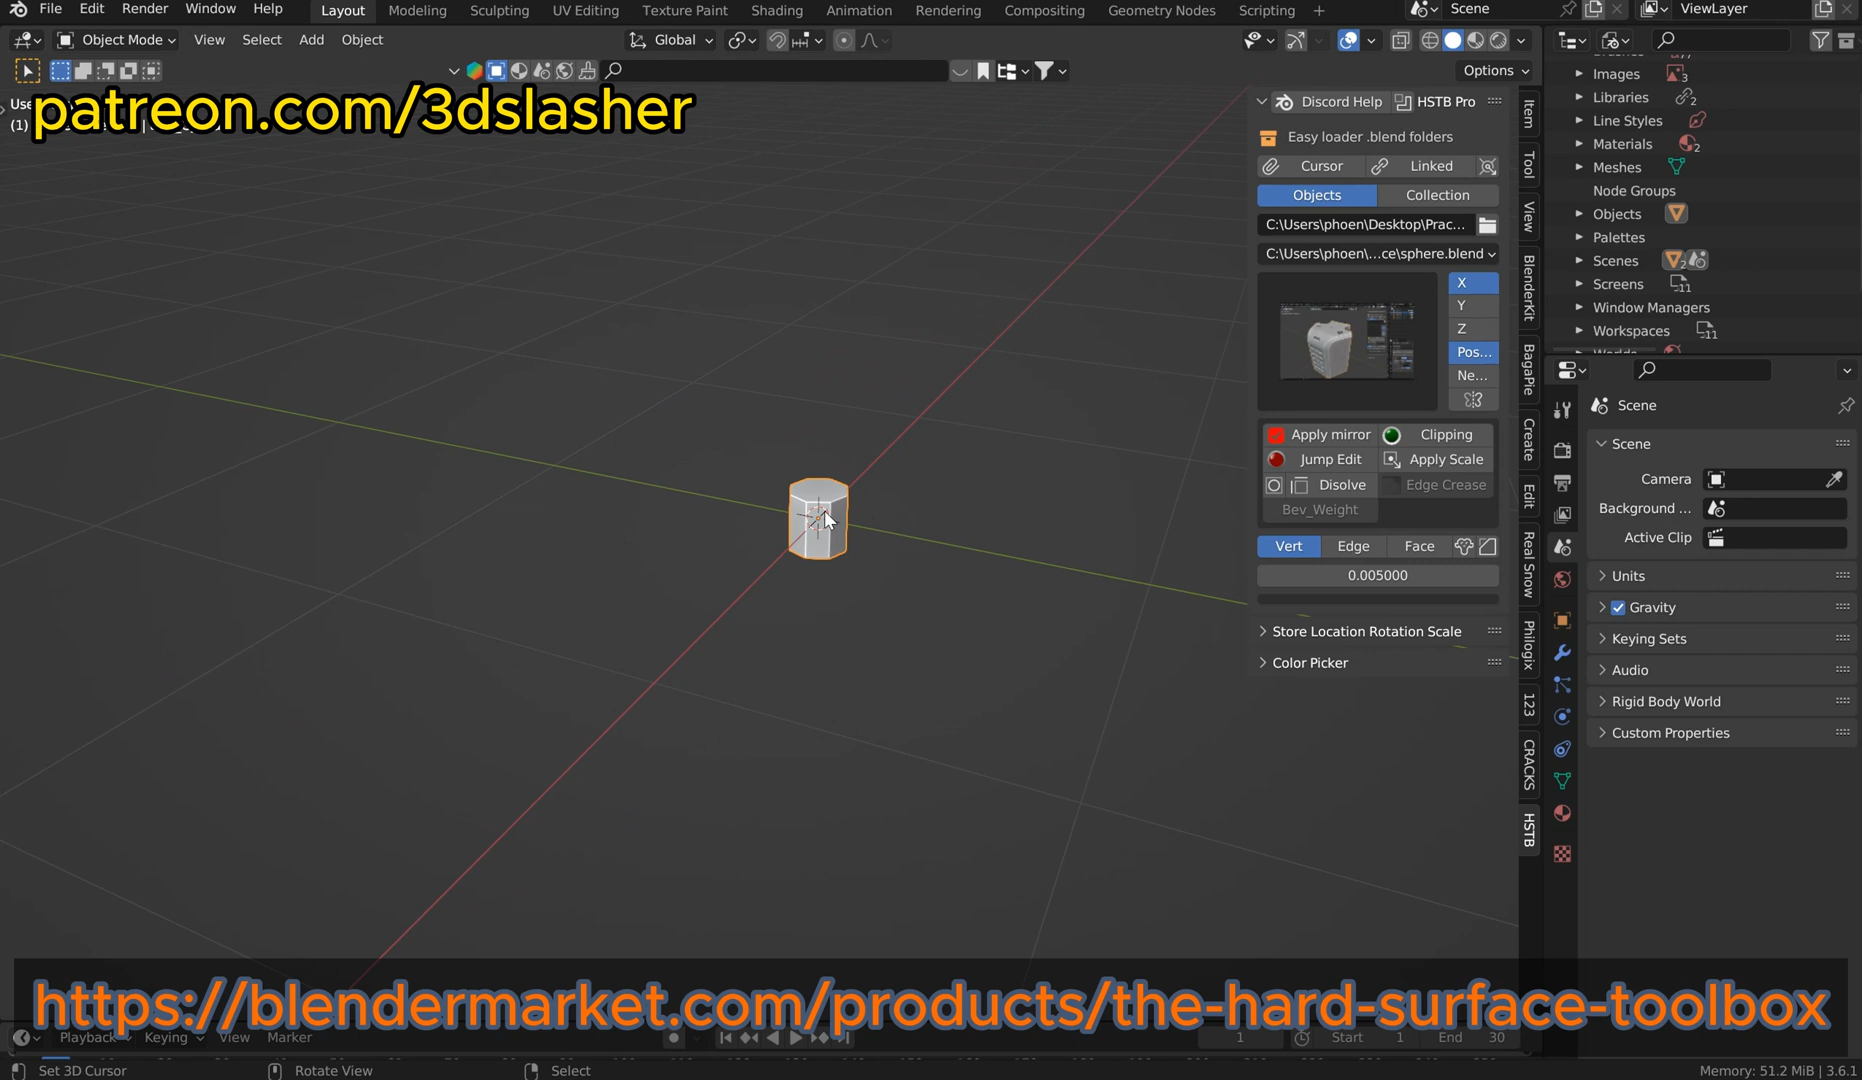 File Edit Render Window Help Layout Modeling Sculpting UV Editing Texture Paint Shading Animation Rendering Compositing Geometry Nodes Scripting + Scene ViewLayer
Object Mode View Select Add Object Global
Options
patreon.com/3dslasher
Discord Help HSTB Pro
Easy loader .blend folders
Cursor Linked
Objects Collection
C:\Users\phoen\Desktop\Prac...
C:\Users\phoen\...ce\sphere.blend
X
Y
Z
Pos...
Ne...
Apply mirror Clipping
Jump Edit Apply Scale
Disolve Edge Crease
Bev_Weight
Vert Edge Face
0.005000
Store Location Rotation Scale
Color Picker
Item
Tool
View
BlenderKit
BagaPie
Create
Edit
Real Snow
Philogix
123
CRACKS
HSTB
Images 3
Libraries 2
Line Styles
Materials 2
Meshes
Node Groups
Objects
Palettes
Scenes 2
Screens 11
Window Managers
Workspaces 11
Scene
Scene
Camera
Background ...
Active Clip
Units
Gravity
Keying Sets
Audio
Rigid Body World
Custom Properties
https://blendermarket.com/products/the-hard-surface-toolbox
Playback Keying View Marker 1 Start 1 End 30
Set 3D Cursor Rotate View Select Memory: 51.2 MiB | 3.6.1